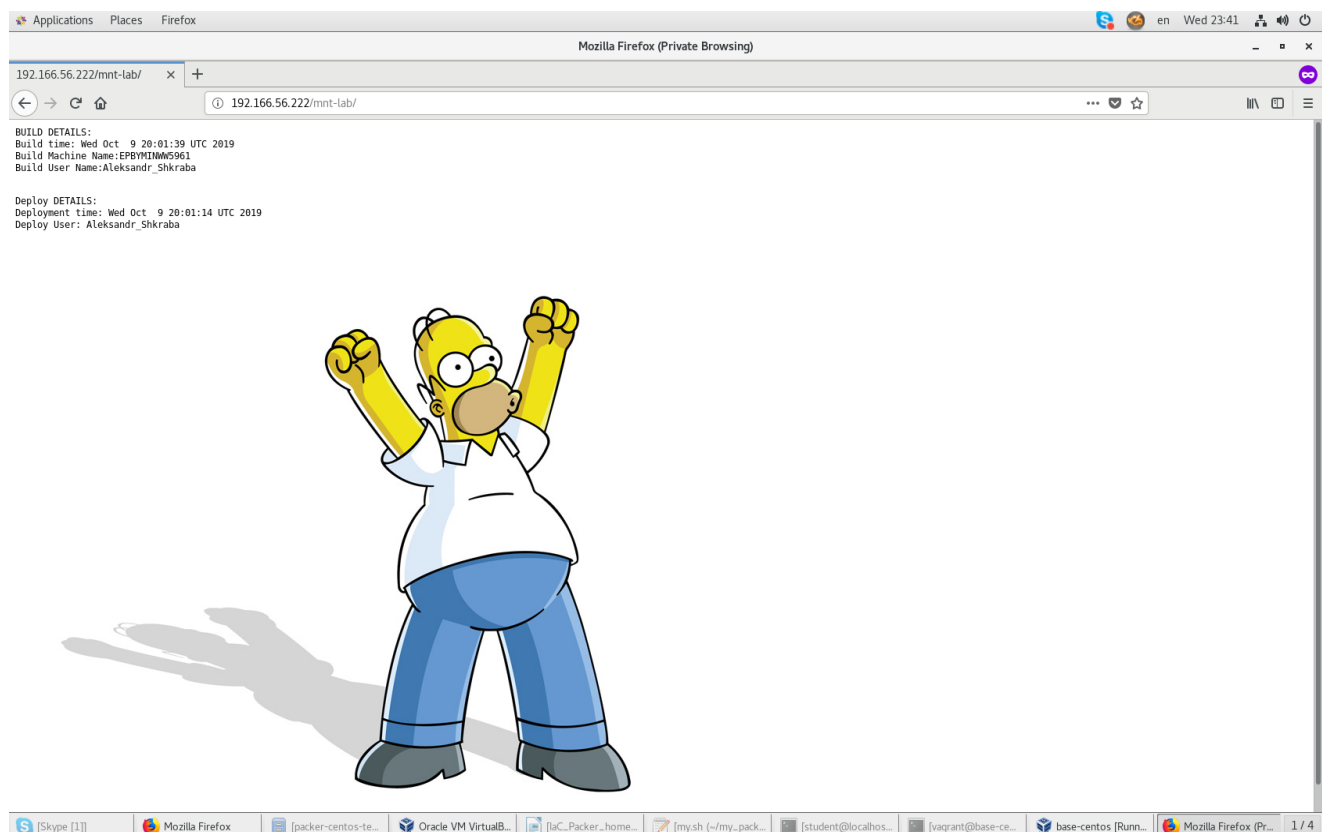 Applications Places Firefox en Wed 23:41
Mozilla Firefox (Private Browsing)
192.166.56.222/mnt-lab/
192.166.56.222/mnt-lab/
BUILD DETAILS:
Build time: Wed Oct  9 20:01:39 UTC 2019
Build Machine Name:EPBYMINWW5961
Build User Name:Aleksandr_Shkraba
Deploy DETAILS:
Deployment time: Wed Oct  9 20:01:14 UTC 2019
Deploy User: Aleksandr_Shkraba
[Skype [1]] Mozilla Firefox [packer-centos-te... Oracle VM VirtualB... [IaC_Packer_home... [my.sh (~/my_pack... [student@localhos... [vagrant@base-ce... base-centos [Runn... Mozilla Firefox (Pr... 1 / 4